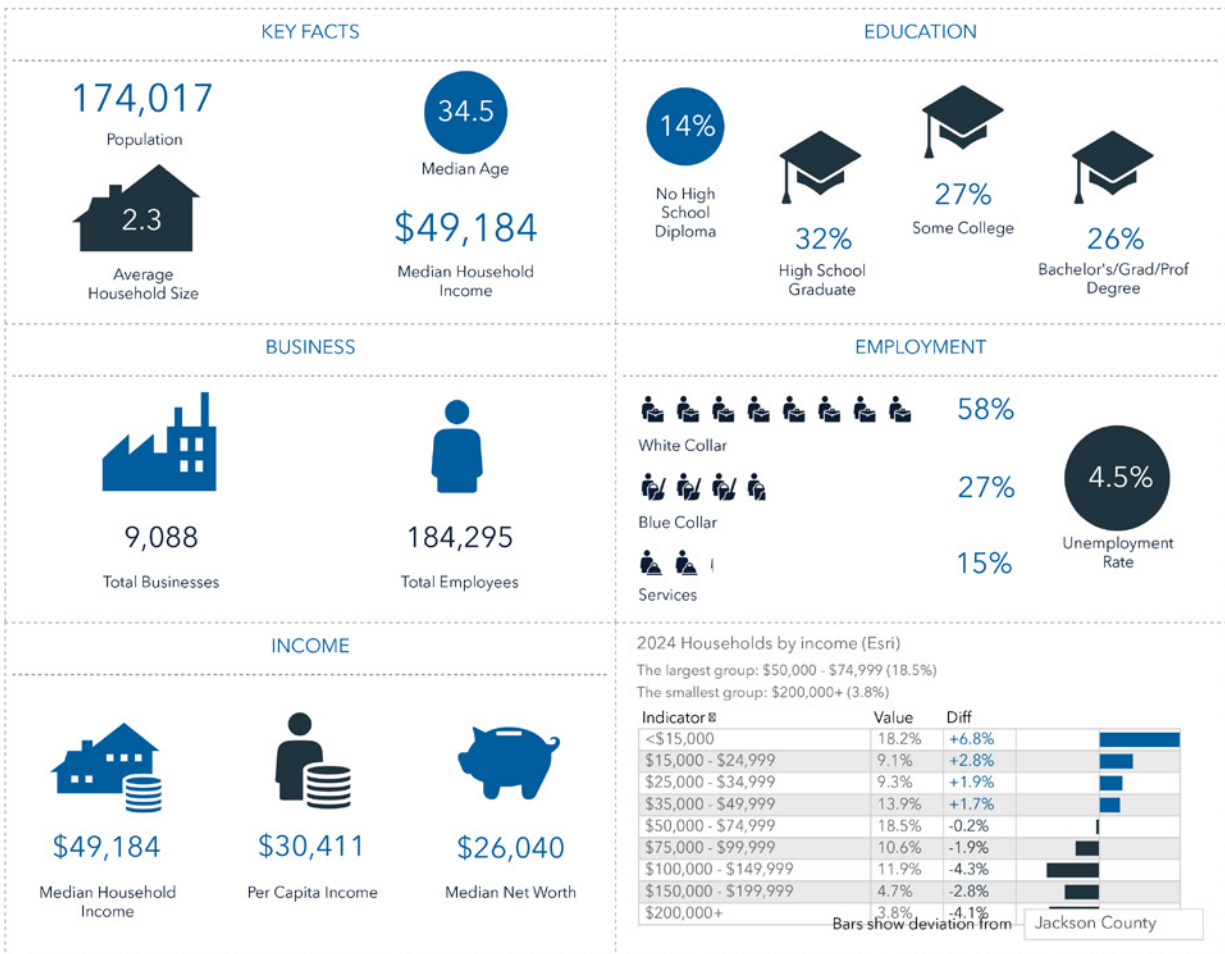 KEY FACTS
174,017
Population
34.5
Median Age
2.3
Average
Household Size
$49,184
Median Household
Income
EDUCATION
14%
No High
School
Diploma
32%
High School
Graduate
27%
Some College
26%
Bachelor's/Grad/Prof
Degree
BUSINESS
9,088
Total Businesses
184,295
Total Employees
EMPLOYMENT
58%
White Collar
27%
Blue Collar
15%
Services
4.5%
Unemployment
Rate
INCOME
$49,184
Median Household
Income
$30,411
Per Capita Income
$26,040
Median Net Worth
2024 Households by income (Esri)
The largest group: $50,000 - $74,999 (18.5%)
The smallest group: $200,000+ (3.8%)
Indicator Value Diff
<$15,000 18.2% +6.8%
$15,000 - $24,999 9.1% +2.8%
$25,000 - $34,999 9.3% +1.9%
$35,000 - $49,999 13.9% +1.7%
$50,000 - $74,999 18.5% -0.2%
$75,000 - $99,999 10.6% -1.9%
$100,000 - $149,999 11.9% -4.3%
$150,000 - $199,999 4.7% -2.8%
$200,000+ 3.8% -4.1%
Bars show deviation from Jackson County